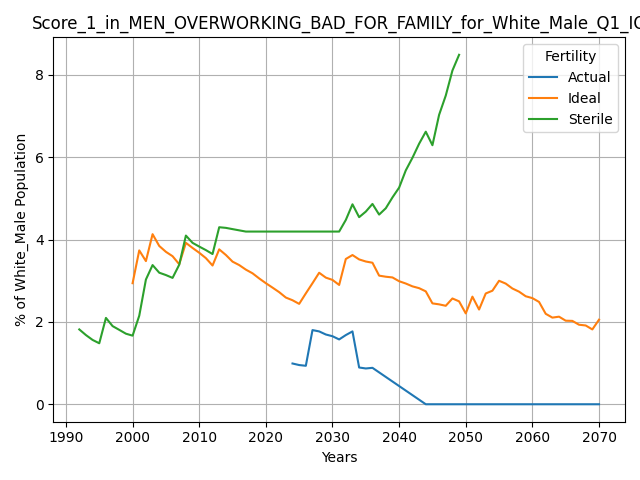 Score_1_in_MEN_OVERWORKING_BAD_FOR_FAMILY_for_White_Male_Q1_IC
Fertility
Actual
Ideal
Sterile
% of White_Male Population
8
6
4
2
0
1990 2000 2010 2020 2030 2040 2050 2060 2070
Years